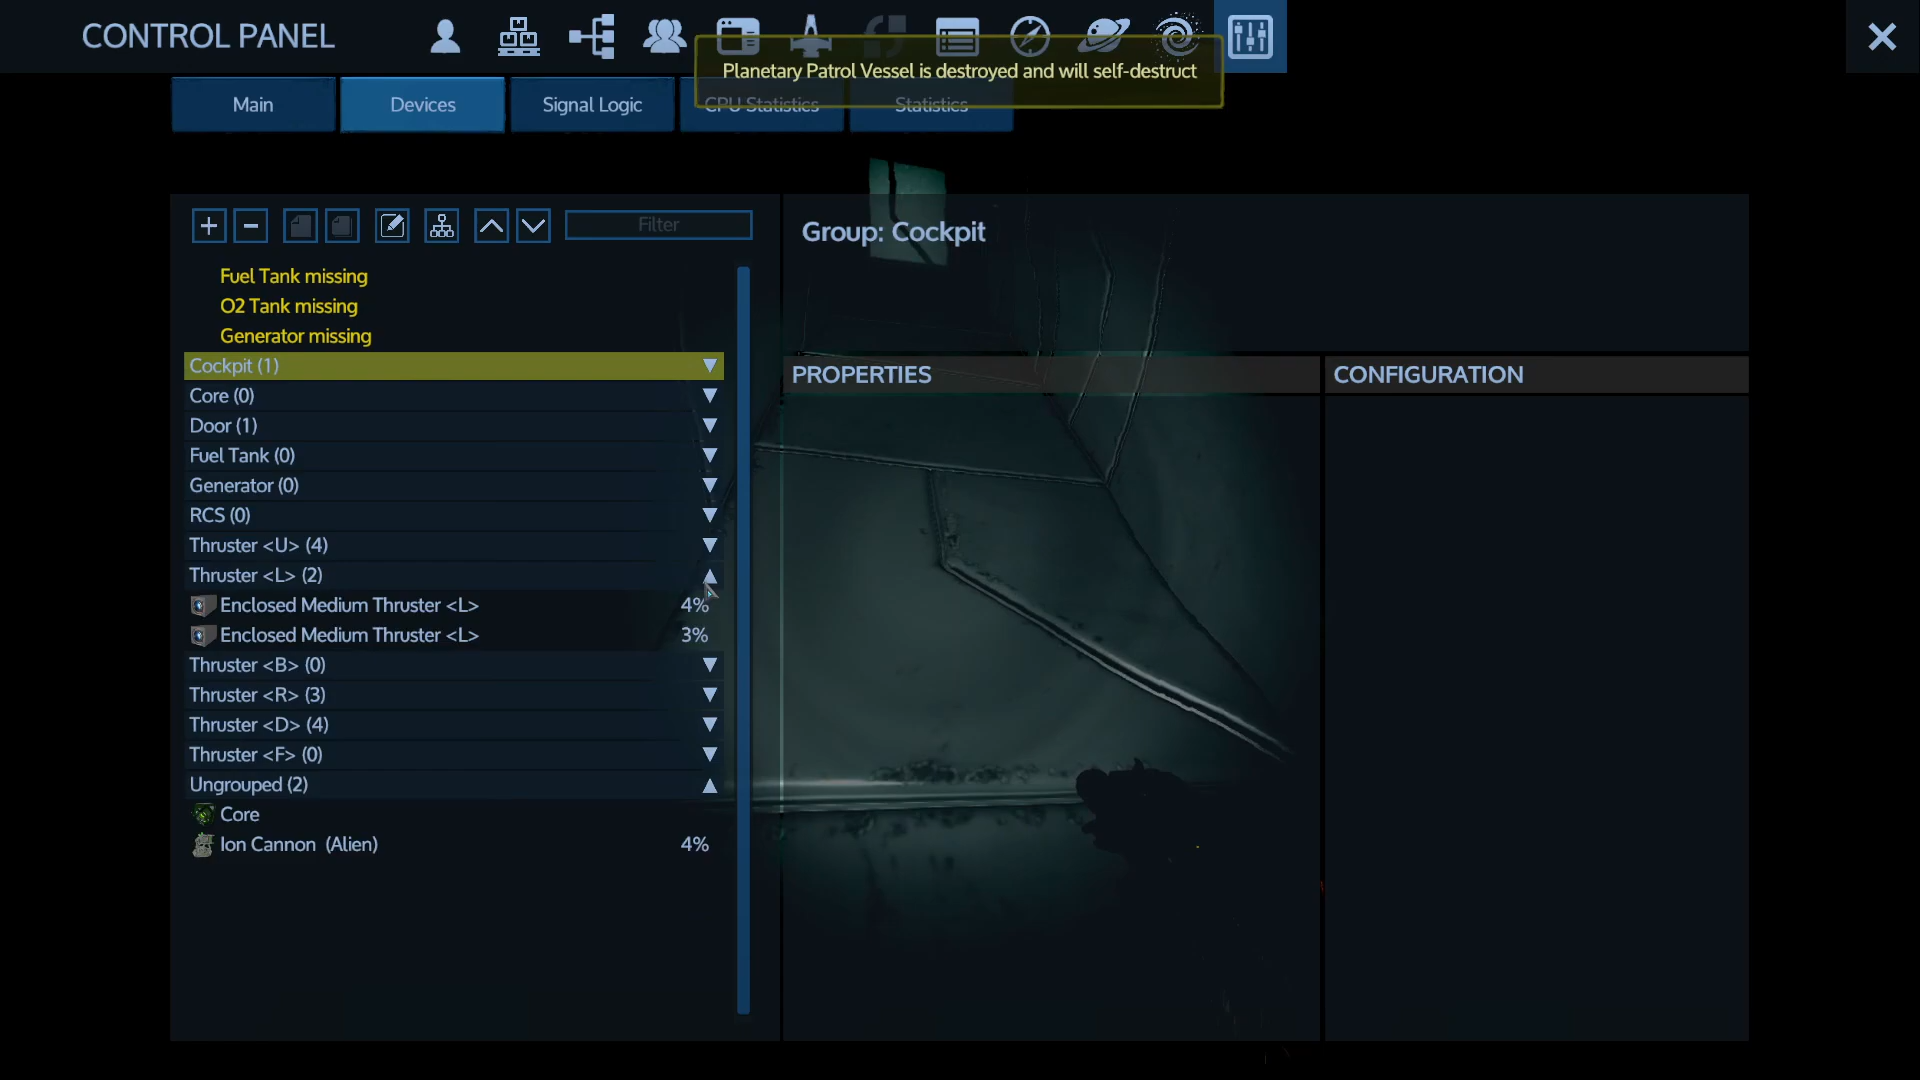 CONTROL PANEL
Planetary Patrol Vessel is destroyed and will self-destruct
Main
Devices
Signal Logic
CPU Statistics
Statistics
Filter
Group: Cockpit
Fuel Tank missing
O2 Tank missing
Generator missing
Cockpit (1)
PROPERTIES
CONFIGURATION
Core (0)
Door (1)
Fuel Tank (0)
Generator (0)
RCS (0)
Thruster <U> (4)
Thruster <L> (2)
Enclosed Medium Thruster <L> 4%
Enclosed Medium Thruster <L> 3%
Thruster <B> (0)
Thruster <R> (3)
Thruster <D> (4)
Thruster <F> (0)
Ungrouped (2)
Core
Ion Cannon (Alien) 4%